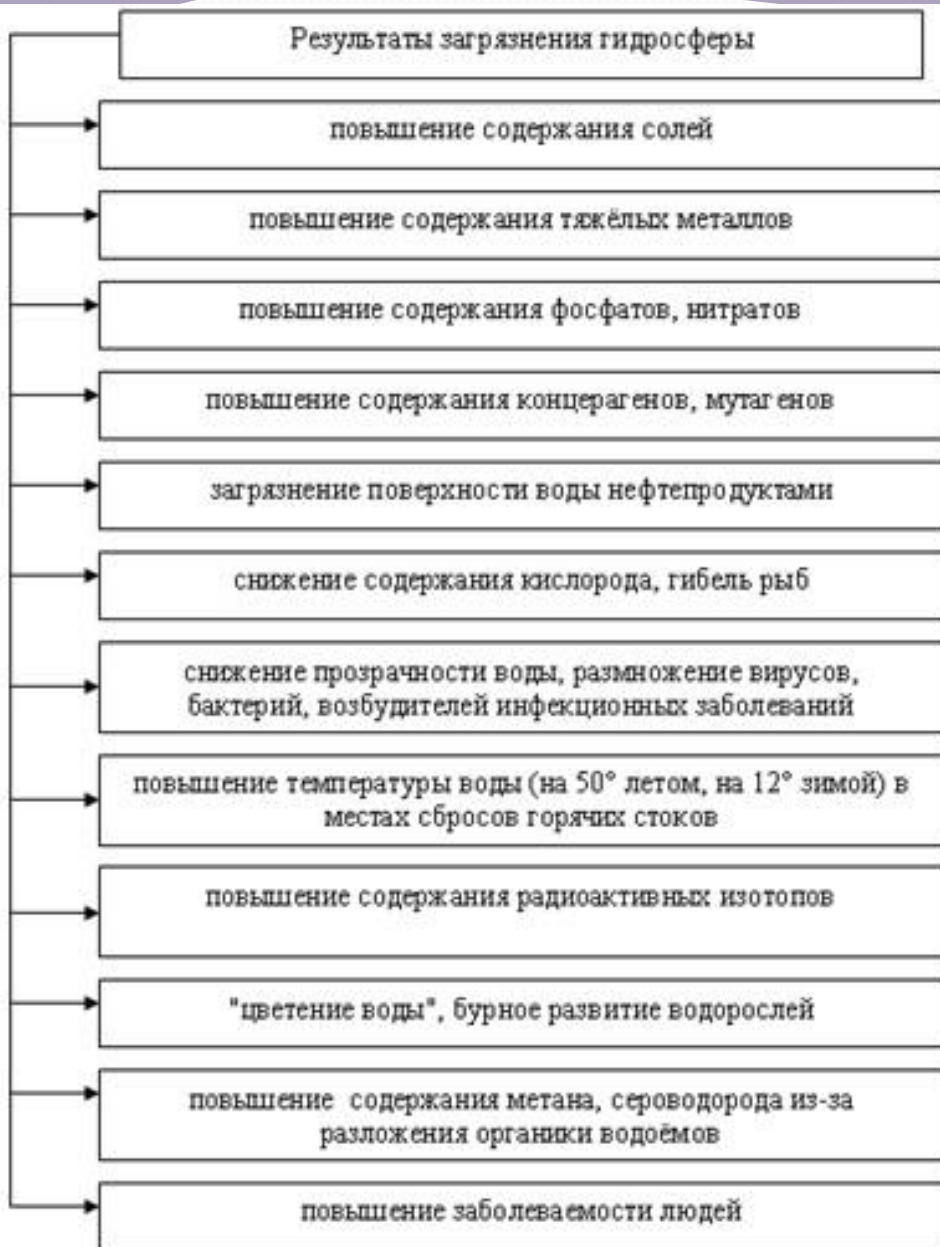 Результаты загрязнения гидросферы
повышение содержания солей
повышение содержания тяжёлых металлов
повышение содержания фосфатов, нитратов
повышение содержания концерагенов, мутагенов
загрязнение поверхности воды нефтепродуктами
снижение содержания кислорода, гибель рыб
снижение прозрачности воды, размножение вирусов,
бактерий, возбудителей инфекционных заболеваний
повышение температуры воды (на 50° летом, на 12° зимой) в
местах сбросов горячих стоков
повышение содержания радиоактивных изотопов
"цветение воды", бурное развитие водорослей
повышение содержания метана, сероводорода из-за
разложения органики водоёмов
повышение заболеваемости людей